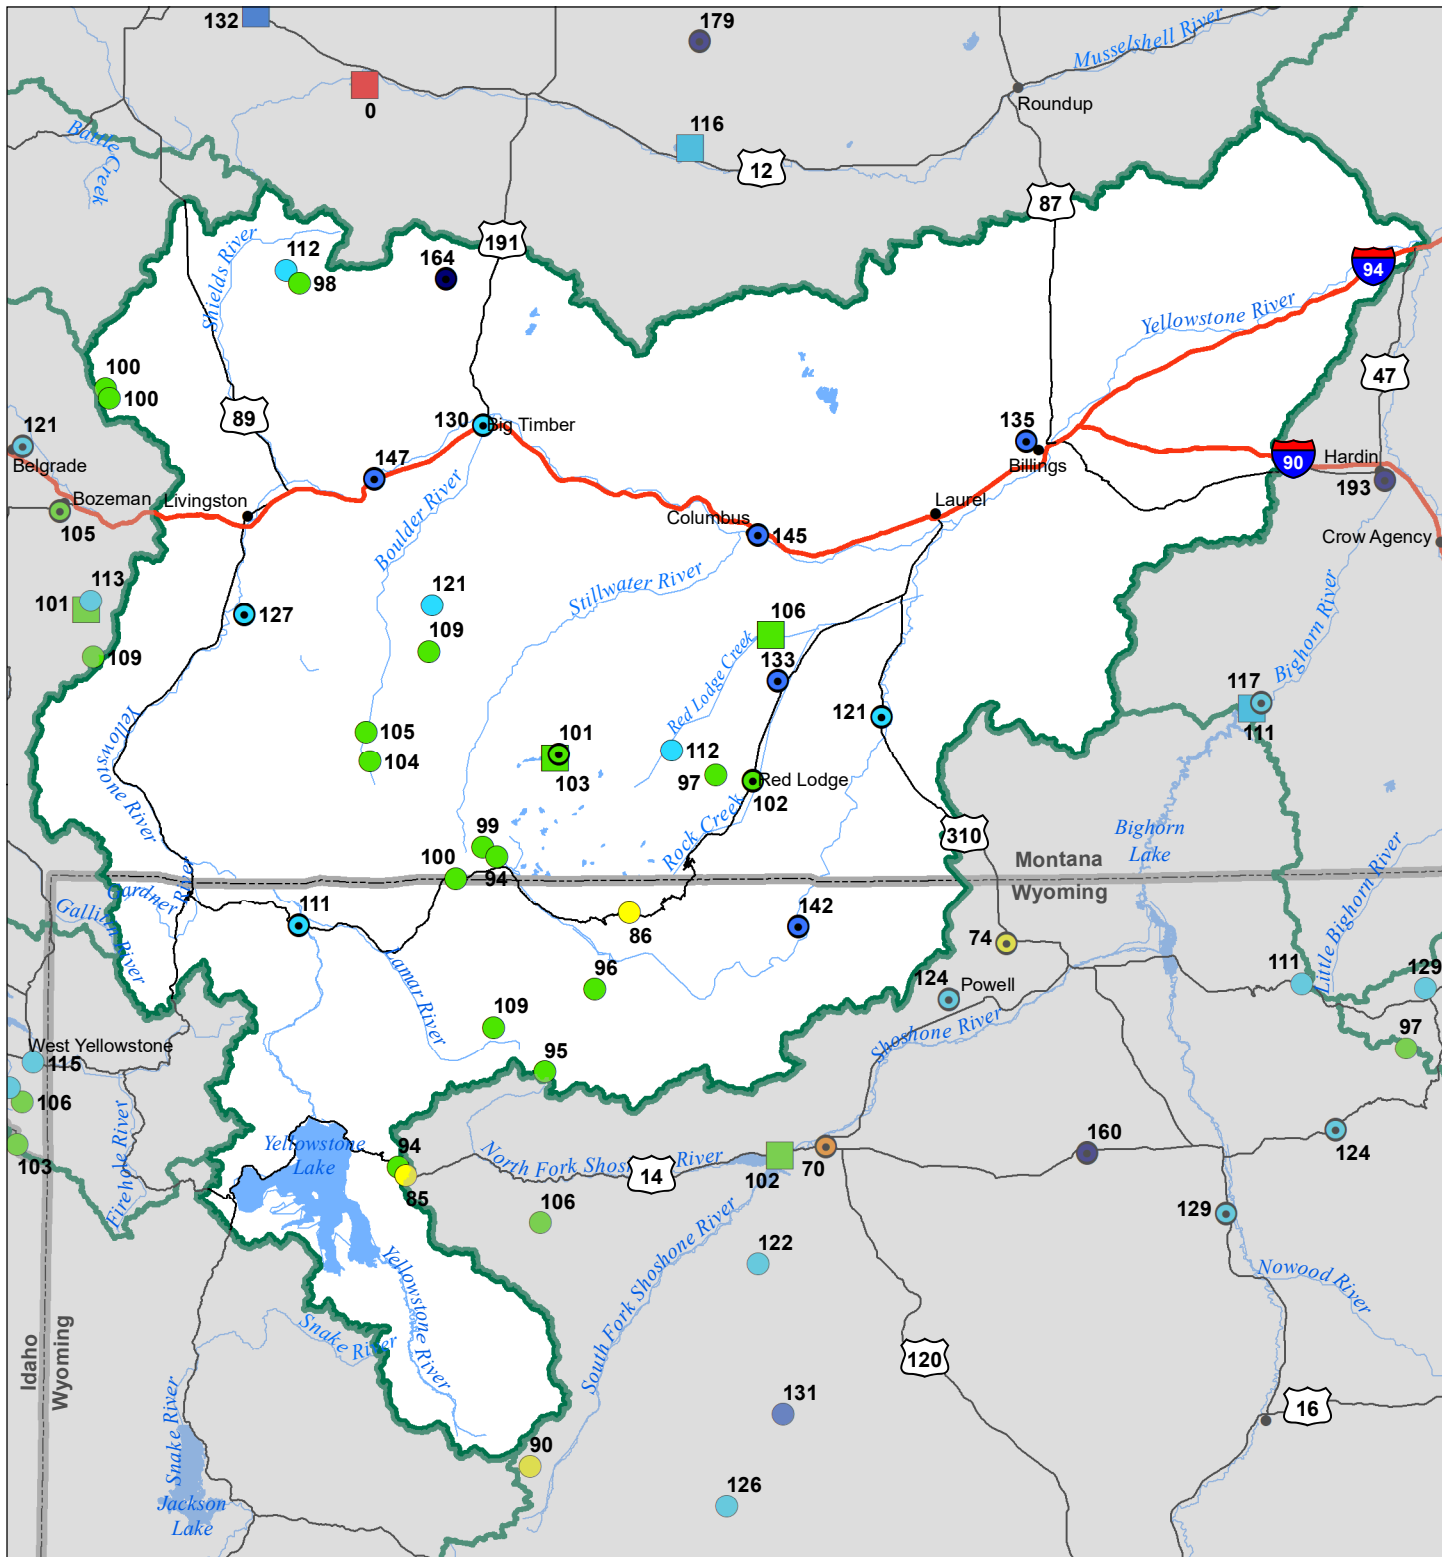 132
179
0
Musselshell River
Roundup
116
12
Battle
Creek
87
191
Shields River
112
98
164
94
Yellowstone River
100
100
47
89
121
Belgrade
130
Big Timber
135
Billings
147
90
Hardin
193
Bozeman
Livingston
105
Boulder River
Columbus
145
Laurel
Crow Agency
113
101
109
127
121
109
Stillwater River
106
Red Lodge Creek
133
Bighorn River
117
111
121
Yellowstone River
105
104
101
103
112
97
Red Lodge
102
Rock Creek
310
Bighorn
Lake
99
100
94
Montana
Wyoming
Gardner River
Gallatin River
Little Bighorn River
111
86
142
74
Lamar River
96
124
Powell
Shoshone River
111
129
109
97
West Yellowstone
115
95
106
103
Firehole River
Yellowstone
Lake
94
85
North Fork Shoshone River
14
102
70
160
124
106
129
122
South Fork Shoshone River
Yellowstone River
Nowood River
Snake River
Idaho
Wyoming
120
131
16
Snake River
90
126
Jackson
Lake